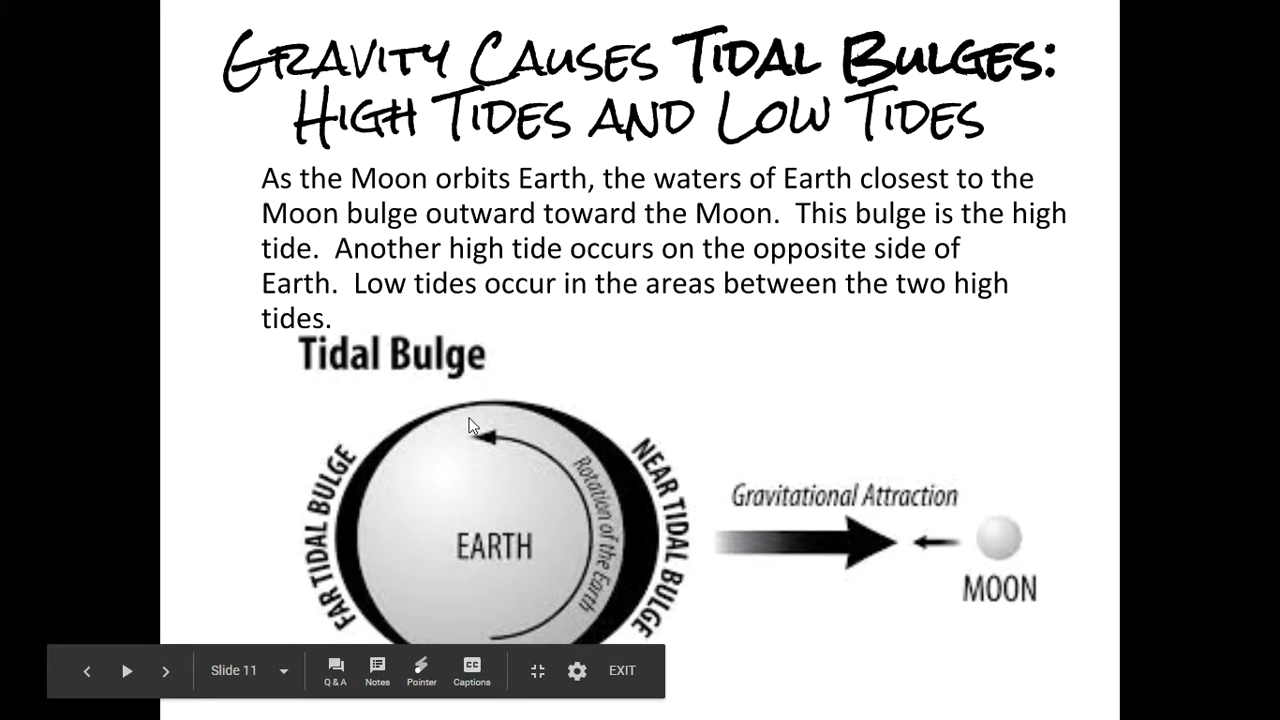 Gravity Causes Tidal Bulges:
High Tides and Low Tides
As the Moon orbits Earth, the waters of Earth closest to the
Moon bulge outward toward the Moon.  This bulge is the high
tide.  Another high tide occurs on the opposite side of
Earth.  Low tides occur in the areas between the two high
tides.
Tidal Bulge
FAR TIDAL BULGE
EARTH
Rotation of the Earth
NEAR TIDAL BULGE
Gravitational Attraction
MOON
Slide 11
Q & A
Notes
Pointer
CC
Captions
EXIT